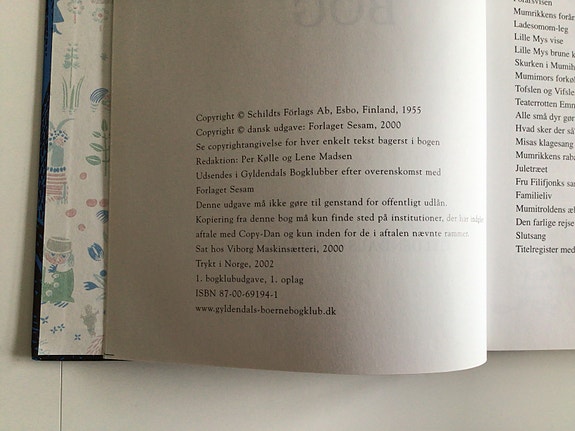 BOG
Copyright © Schildts Förlags Ab, Esbo, Finland, 1955
Copyright © dansk udgave: Forlaget Sesam, 2000
Se copyrightangivelse for hver enkelt tekst bagerst i bogen
Redaktion: Per Kølle og Lene Madsen
Udsendes i Gyldendals Bogklubber efter overenskomst med
Forlaget Sesam
Denne udgave må ikke gøre til genstand for offentligt udlån.
Kopiering fra denne bog må kun finde sted på institutioner, der har indgået
aftale med Copy-Dan og kun inden for de i aftalen nævnte rammer.
Sat hos Viborg Maskinsætteri, 2000
Trykt i Norge, 2002
1. bogklubudgave, 1. oplag
ISBN 87-00-69194-1
www.gyldendals-boernebogklub.dk
Mumrikkens forår
Ladesomom-leg
Lille Mys vise
Lille Mys brune k
Skurken i Mumih
Mumimors forkø
Tofslen og Vifsle
Teaterrotten Emm
Alle små dyr gør
Hvad sker der så
Misas klagesang
Mumrikkens raba
Juletræet
Fru Filifjonks san
Familieliv
Mumitroldens æl
Den farlige rejse
Slutsang
Titelregister med